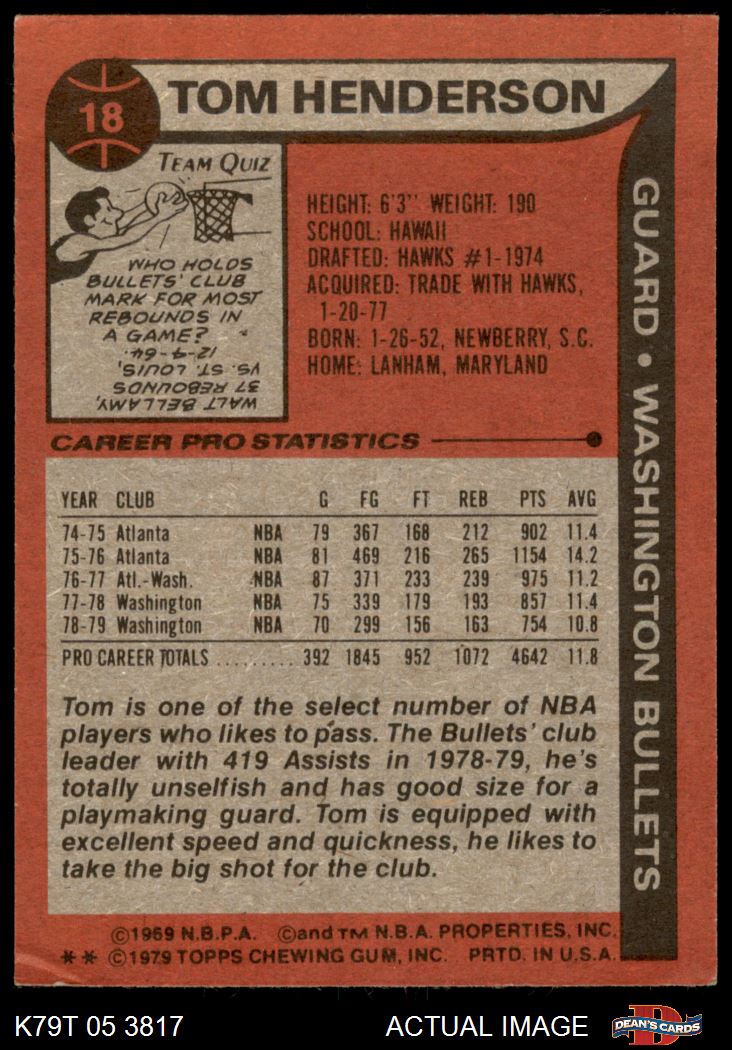 18
TOM HENDERSON
TEAM QUIZ
WHO HOLDS
BULLETS' CLUB
MARK FOR MOST
REBOUNDS IN
A GAME?
WALT BELLAMY,
37 REBOUNDS
VS. ST. LOUIS,
12-4-64.
HEIGHT: 6'3" WEIGHT: 190
SCHOOL: HAWAII
DRAFTED: HAWKS #1-1974
ACQUIRED: TRADE WITH HAWKS,
1-20-77
BORN: 1-26-52, NEWBERRY, S.C.
HOME: LANHAM, MARYLAND
GUARD • WASHINGTON BULLETS
CAREER PRO STATISTICS
YEAR CLUB G FG FT REB PTS AVG
74-75 Atlanta NBA 79 367 168 212 902 11.4
75-76 Atlanta NBA 81 469 216 265 1154 14.2
76-77 Atl.-Wash. NBA 87 371 233 239 975 11.2
77-78 Washington NBA 75 339 179 193 857 11.4
78-79 Washington NBA 70 299 156 163 754 10.8
PRO CAREER TOTALS ......... 392 1845 952 1072 4642 11.8
Tom is one of the select number of NBA
players who likes to pass. The Bullets' club
leader with 419 Assists in 1978-79, he's
totally unselfish and has good size for a
playmaking guard. Tom is equipped with
excellent speed and quickness, he likes to
take the big shot for the club.
©1969 N.B.P.A. ©and TM N.B.A. PROPERTIES, INC.
** ©1979 TOPPS CHEWING GUM, INC. PRTD. IN U.S.A.
K79T 05 3817
ACTUAL IMAGE
D
DEAN'S CARDS